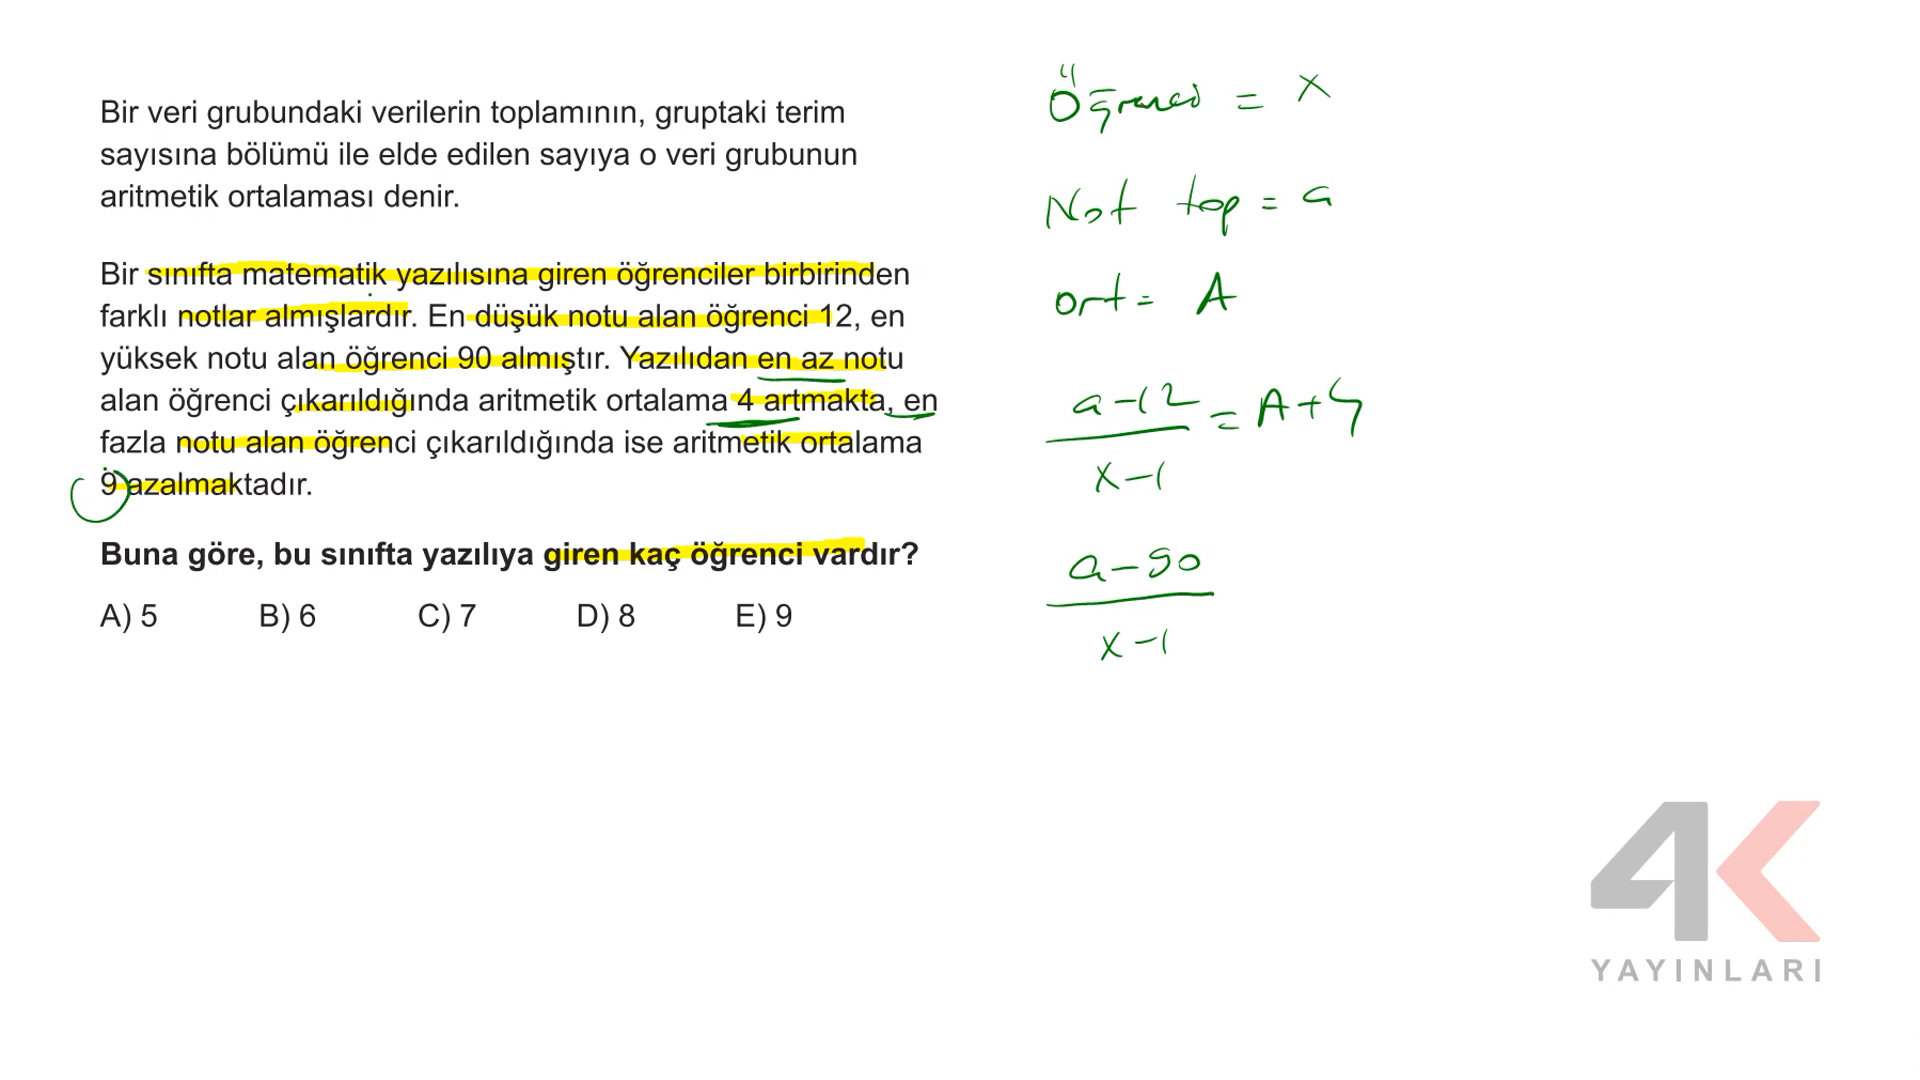 Bir veri grubundaki verilerin toplamının, gruptaki terim
sayısına bölümü ile elde edilen sayıya o veri grubunun
aritmetik ortalaması denir.
Bir sınıfta matematik yazılısına giren öğrenciler birbirinden
farklı notlar almışlardır. En düşük notu alan öğrenci 12, en
yüksek notu alan öğrenci 90 almıştır. Yazılıdan en az notu
alan öğrenci çıkarıldığında aritmetik ortalama 4 artmakta, en
fazla notu alan öğrenci çıkarıldığında ise aritmetik ortalama
9 azalmaktadır.
Buna göre, bu sınıfta yazılıya giren kaç öğrenci vardır?
A) 5 B) 6 C) 7 D) 8 E) 9
Öğrenci = x
Not top = a
ort = A
a-12 = A+4
x-1
a-90
x-1
4K
YAYINLARI